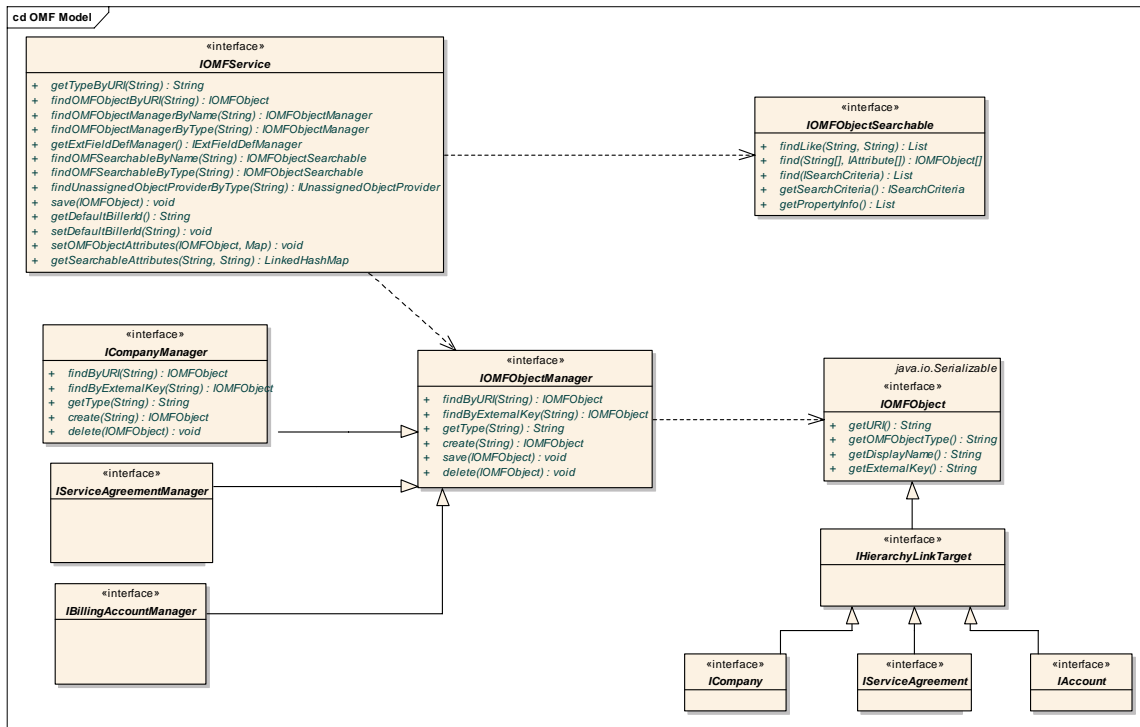 cd OMF Model
«interface»
IOMFService
+ getTypeByURI(String) : String
+ findOMFObjectByURI(String) : IOMFObject
+ findOMFObjectManagerByName(String) : IOMFObjectManager
+ findOMFObjectManagerByType(String) : IOMFObjectManager
+ getExtFieldDefManager() : IExtFieldDefManager
+ findOMFSearchableByName(String) : IOMFObjectSearchable
+ findOMFSearchableByType(String) : IOMFObjectSearchable
+ findUnassignedObjectProviderByType(String) : IUnassignedObjectProvider
+ save(IOMFObject) : void
+ getDefaultBillerId() : String
+ setDefaultBillerId(String) : void
+ setOMFObjectAttributes(IOMFObject, Map) : void
+ getSearchableAttributes(String, String) : LinkedHashMap
«interface»
IOMFObjectSearchable
+ findLike(String, String) : List
+ find(String[], IAttribute[]) : IOMFObject[]
+ find(ISearchCriteria) : List
+ getSearchCriteria() : ISearchCriteria
+ getPropertyInfo() : List
«interface»
ICompanyManager
+ findByURI(String) : IOMFObject
+ findByExternalKey(String) : IOMFObject
+ getType(String) : String
+ create(String) : IOMFObject
+ delete(IOMFObject) : void
«interface»
IOMFObjectManager
+ findByURI(String) : IOMFObject
+ findByExternalKey(String) : IOMFObject
+ getType(String) : String
+ create(String) : IOMFObject
+ save(IOMFObject) : void
+ delete(IOMFObject) : void
java.io.Serializable
«interface»
IOMFObject
+ getURI() : String
+ getOMFObjectType() : String
+ getDisplayName() : String
+ getExternalKey() : String
«interface»
IServiceAgreementManager
«interface»
IHierarchyLinkTarget
«interface»
IBillingAccountManager
«interface»
ICompany
«interface»
IServiceAgreement
«interface»
IAccount